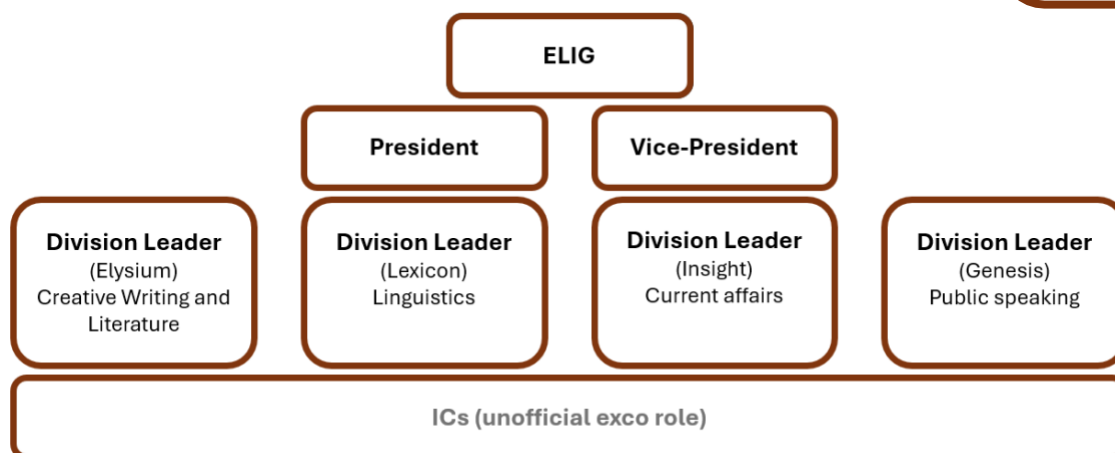 ELIG
President
Vice-President
Division Leader
(Elysium)
Creative Writing and
Literature
Division Leader
(Lexicon)
Linguistics
Division Leader
(Insight)
Current affairs
Division Leader
(Genesis)
Public speaking
ICs (unofficial exco role)